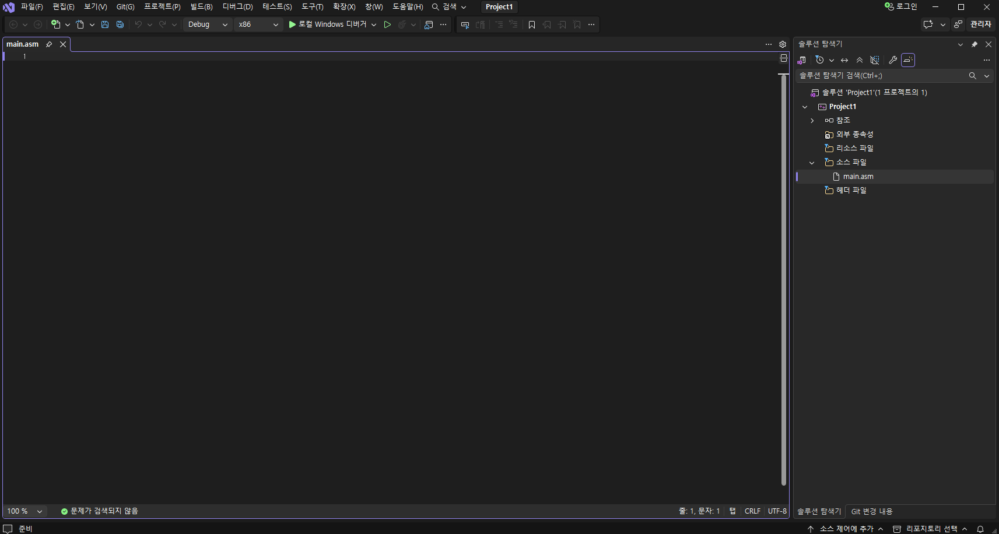 파일(F) 편집(E) 보기(V) Git(G) 프로젝트(P) 빌드(B) 디버그(D) 테스트(S) 도구(T) 확장(X) 창(W) 도움말(H) 검색 Project1 로그인
Debug x86 로컬 Windows 디버거 관리자
main.asm
1
솔루션 탐색기
솔루션 탐색기 검색(Ctrl+;)
솔루션 'Project1'(1 프로젝트의 1)
Project1
참조
외부 종속성
리소스 파일
소스 파일
main.asm
헤더 파일
100 % 문제가 검색되지 않음 줄: 1, 문자: 1 탭 CRLF UTF-8
솔루션 탐색기 Git 변경 내용
준비 소스 제어에 추가 리포지토리 선택